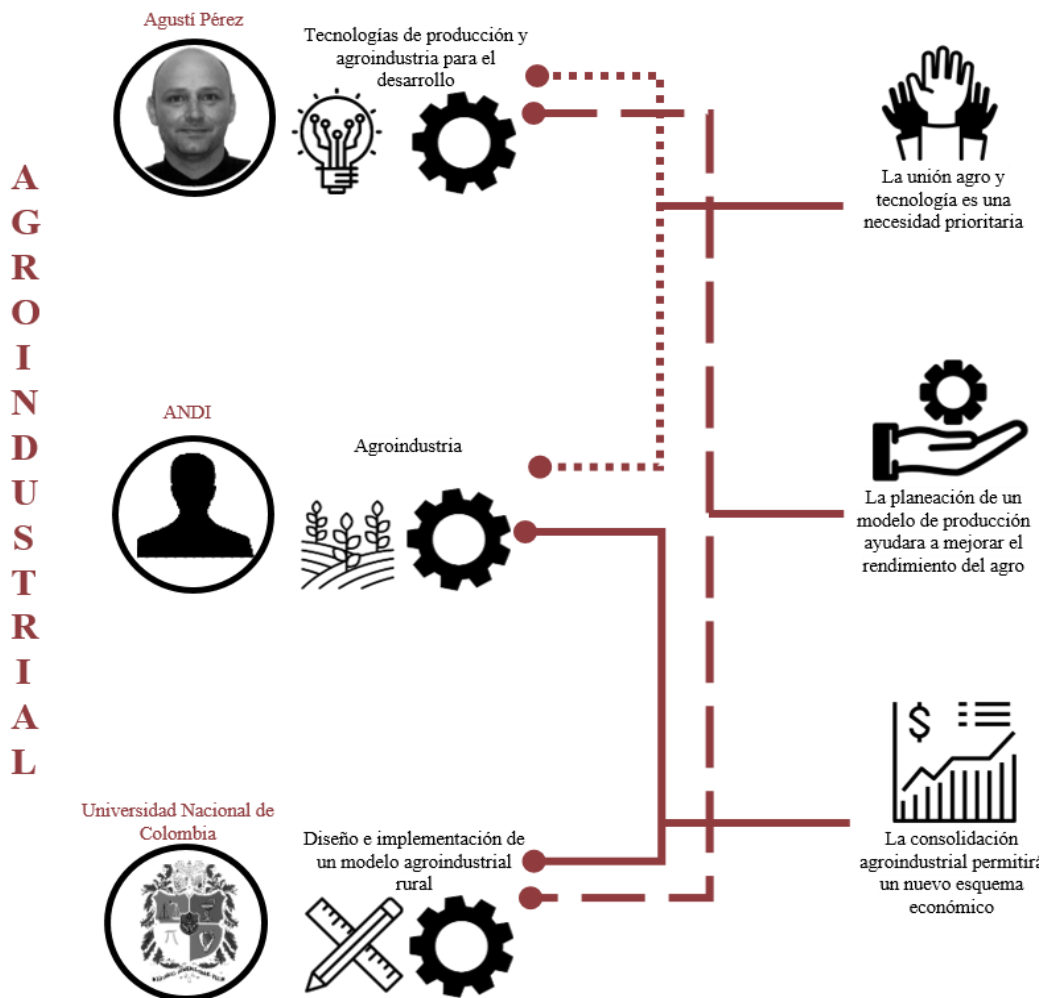 AGROINDUSTRIAL
Agustí Pérez
Tecnologías de producción y
agroindustria para el
desarrollo
La unión agro y
tecnología es una
necesidad prioritaria
ANDI
Agroindustria
La planeación de un
modelo de producción
ayudara a mejorar el
rendimiento del agro
Universidad Nacional de
Colombia
Diseño e implementación de
un modelo agroindustrial
rural
$
La consolidación
agroindustrial permitirá
un nuevo esquema
económico